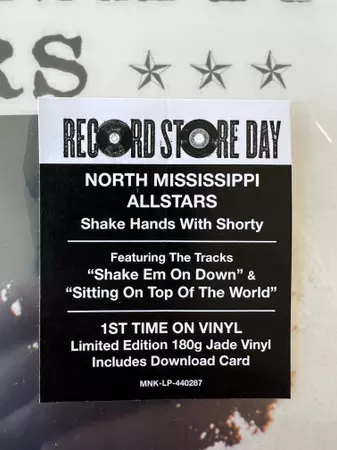 RS
RECORD STORE DAY
NORTH MISSISSIPPI
ALLSTARS
Shake Hands With Shorty
Featuring The Tracks
“Shake Em On Down” &
“Sitting On Top Of The World”
1ST TIME ON VINYL
Limited Edition 180g Jade Vinyl
Includes Download Card
MNK-LP-440287